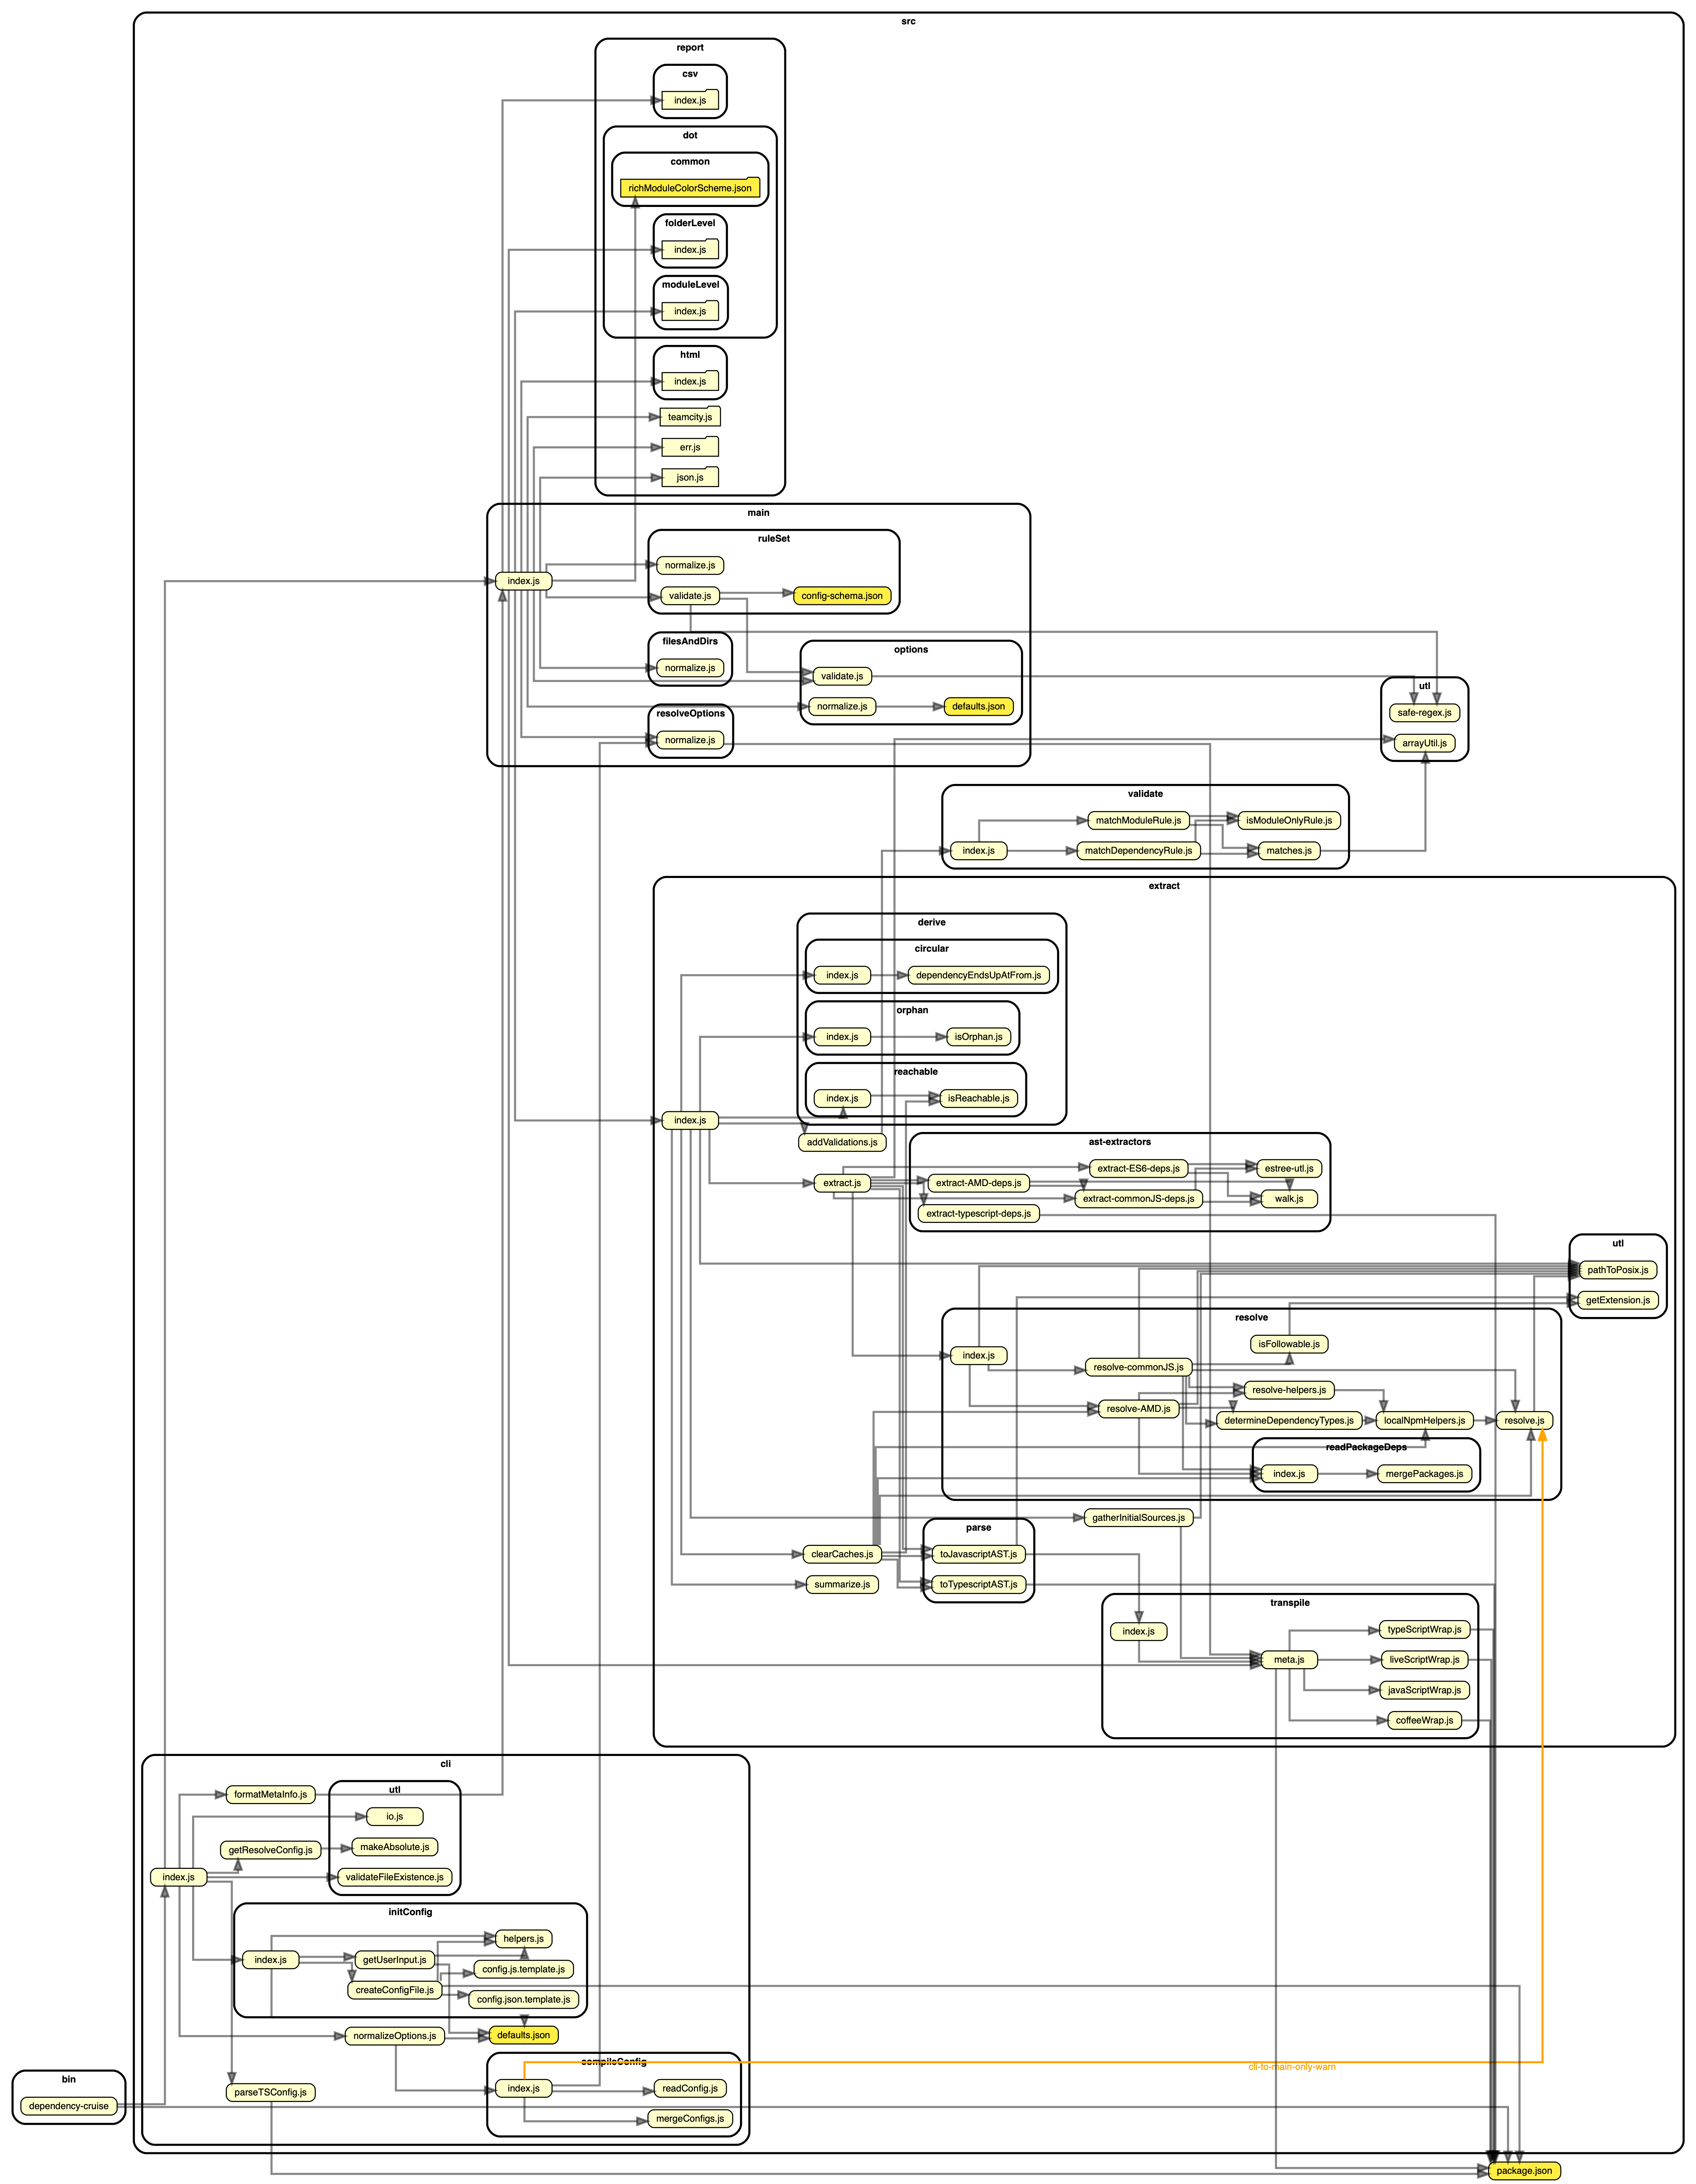 src
report
csv
index.js
dot
common
richModuleColorScheme.json
folderLevel
index.js
moduleLevel
index.js
html
index.js
teamcity.js
err.js
json.js
main
ruleSet
normalize.js
index.js
validate.js
config-schema.json
filesAndDirs
normalize.js
options
validate.js
normalize.js
defaults.json
resolveOptions
normalize.js
utl
safe-regex.js
arrayUtil.js
validate
matchModuleRule.js
isModuleOnlyRule.js
index.js
matchDependencyRule.js
matches.js
extract
derive
circular
index.js
dependencyEndsUpAtFrom.js
orphan
index.js
isOrphan.js
reachable
index.js
isReachable.js
index.js
addValidations.js
ast-extractors
extract-ES6-deps.js
estree-utl.js
extract.js
extract-AMD-deps.js
extract-commonJS-deps.js
walk.js
extract-typescript-deps.js
utl
pathToPosix.js
getExtension.js
resolve
isFollowable.js
index.js
resolve-commonJS.js
resolve-helpers.js
resolve-AMD.js
determineDependencyTypes.js
localNpmHelpers.js
resolve.js
readPackageDeps
index.js
mergePackages.js
gatherInitialSources.js
parse
clearCaches.js
toJavascriptAST.js
summarize.js
toTypescriptAST.js
transpile
index.js
typeScriptWrap.js
meta.js
liveScriptWrap.js
javaScriptWrap.js
coffeeWrap.js
cli
formatMetaInfo.js
utl
io.js
getResolveConfig.js
makeAbsolute.js
index.js
validateFileExistence.js
initConfig
helpers.js
index.js
getUserInput.js
config.js.template.js
createConfigFile.js
config.json.template.js
normalizeOptions.js
defaults.json
compileConfig
cli-to-main-only-warn
bin
index.js
readConfig.js
parseTSConfig.js
dependency-cruise
mergeConfigs.js
package.json